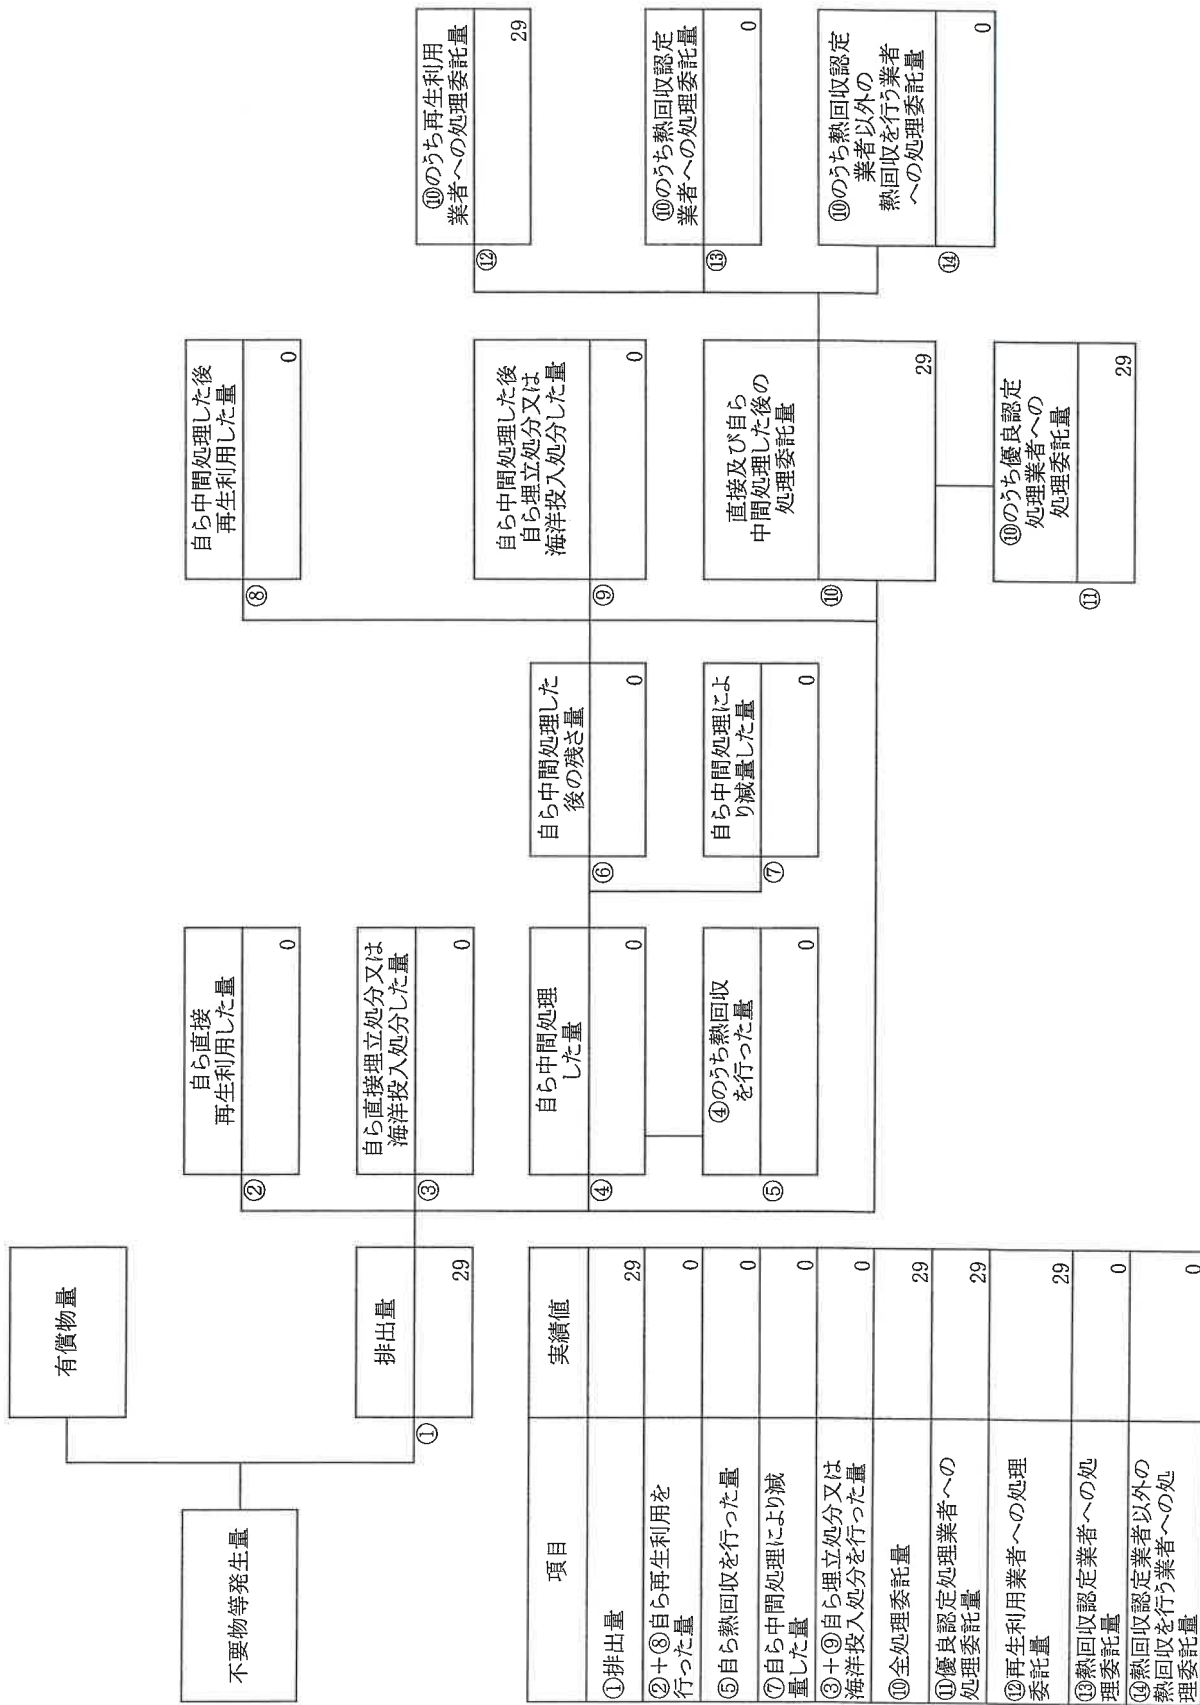 不要物等発生量
有償物量
①
排出量
29
②
自ら直接
再生利用した量
0
③
自ら直接埋立処分又は
海洋投入処分した量
0
④
自ら中間処理
した量
0
⑤
④のうち熱回収
を行った量
0
⑥
自ら中間処理した
後の残さ量
0
⑦
自ら中間処理によ
り減量した量
0
⑧
自ら中間処理した後
再生利用した量
0
⑨
自ら中間処理した後
自ら埋立処分又は
海洋投入処分した量
0
⑩
直接及び自ら
中間処理した後の
処理委託量
29
⑪
⑩のうち優良認定
処理業者への
処理委託量
29
⑫
⑩のうち再生利用
業者への処理委託量
29
⑬
⑩のうち熱回収認定
業者への処理委託量
0
⑭
⑩のうち熱回収認定
業者以外の
熱回収を行う業者
への処理委託量
0
項目
実績値
①排出量
29
②+⑧自ら再生利用を
行った量
0
⑤自ら熱回収を行った量
0
⑦自ら中間処理により減
量した量
0
③+⑨自ら埋立処分又は
海洋投入処分を行った量
0
⑩全処理委託量
29
⑪優良認定処理業者への
処理委託量
29
⑫再生利用業者への処理
委託量
29
⑬熱回収認定業者への処
理委託量
0
⑭熱回収認定業者以外の
熱回収を行う業者への処
理委託量
0